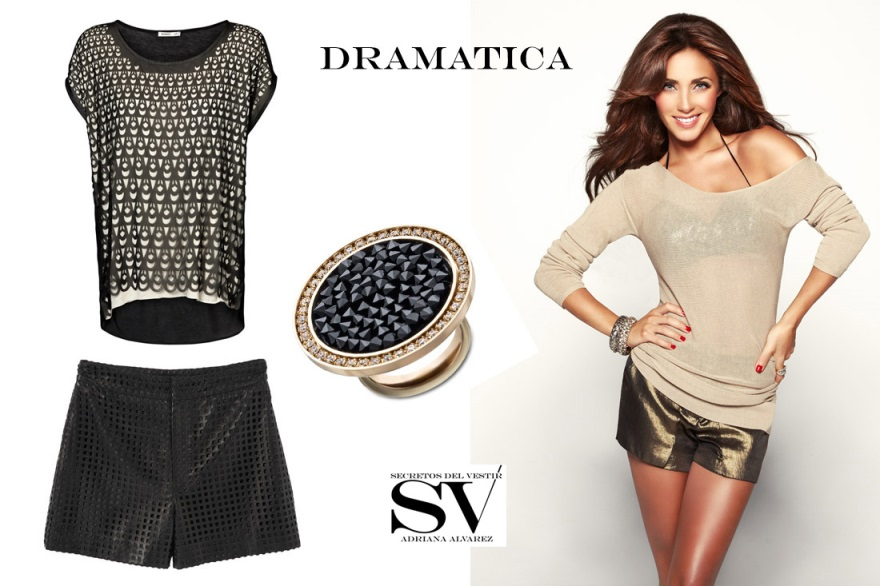 DRAMATICA
SECRETOS DEL VESTIR
SV
ADRIANA ALVAREZ